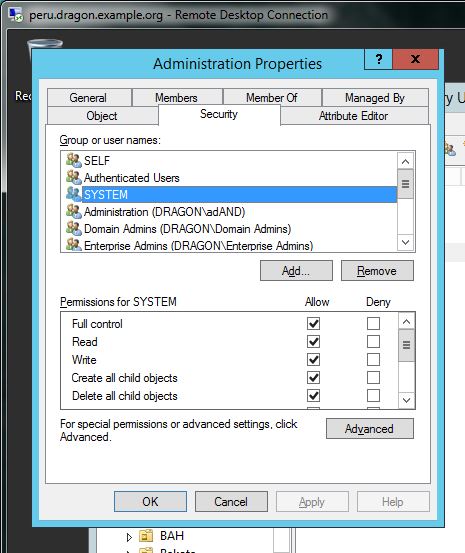 peru.dragon.example.org - Remote Desktop Connection
Administration Properties
? x
General Members Member Of Managed By
Object Security Attribute Editor
Group or user names:
SELF
Authenticated Users
SYSTEM
Administration (DRAGON\adAND)
Domain Admins (DRAGON\Domain Admins)
Enterprise Admins (DRAGON\Enterprise Admins)
Add... Remove
Permissions for SYSTEM Allow Deny
Full control
Read
Write
Create all child objects
Delete all child objects
For special permissions or advanced settings, click
Advanced. Advanced
OK Cancel Apply Help
BAH